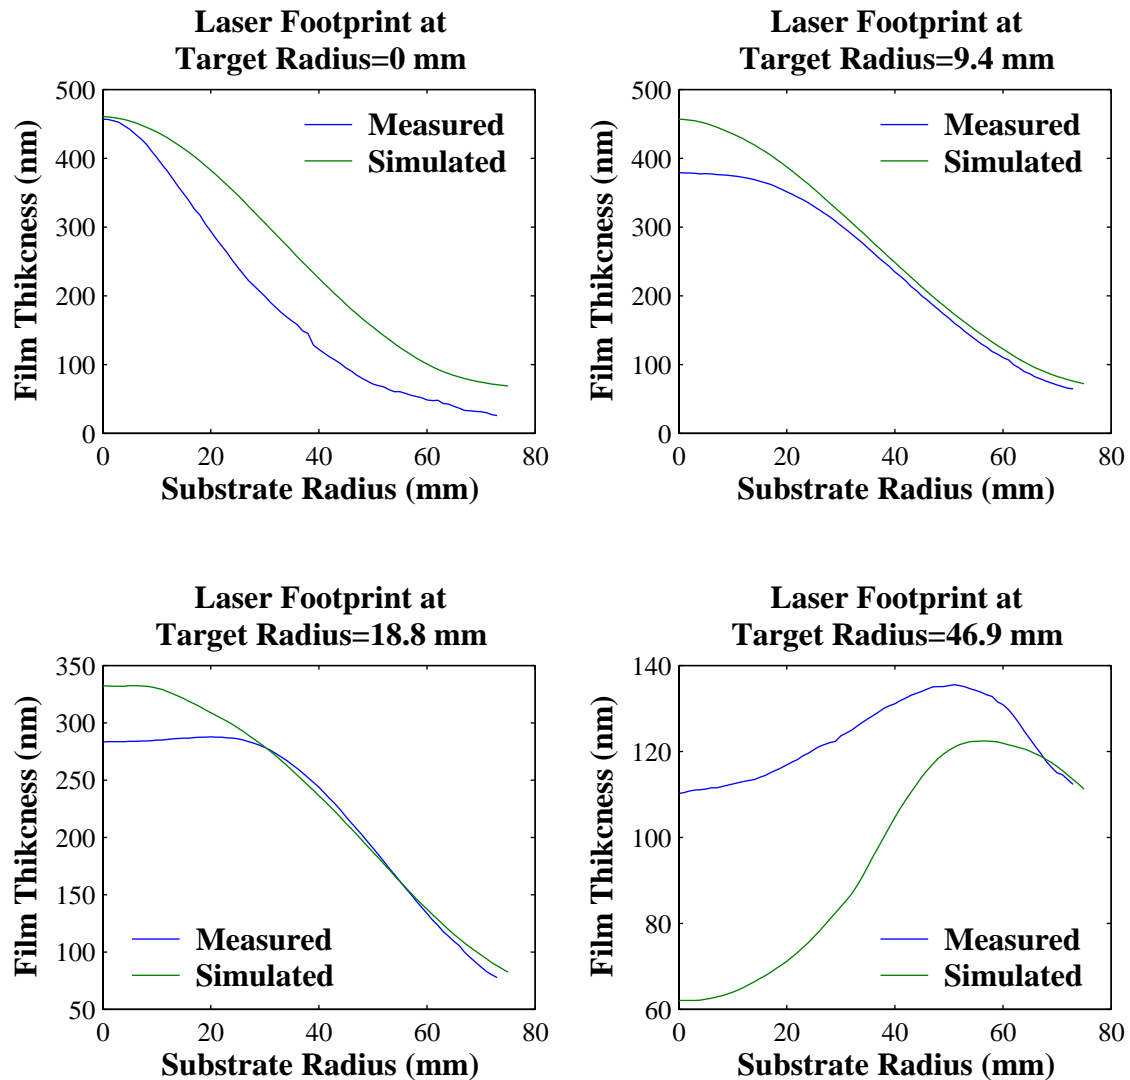 Laser Footprint at
Target Radius=0 mm
500
400
300
200
100
0
0 20 40 60 80
Film Thikcness (nm)
Substrate Radius (mm)
Measured
Simulated
Laser Footprint at
Target Radius=9.4 mm
500
400
300
200
100
0
0 20 40 60 80
Film Thikcness (nm)
Substrate Radius (mm)
Measured
Simulated
Laser Footprint at
Target Radius=18.8 mm
350
300
250
200
150
100
50
0 20 40 60 80
Film Thikcness (nm)
Substrate Radius (mm)
Measured
Simulated
Laser Footprint at
Target Radius=46.9 mm
140
120
100
80
60
0 20 40 60 80
Film Thikcness (nm)
Substrate Radius (mm)
Measured
Simulated